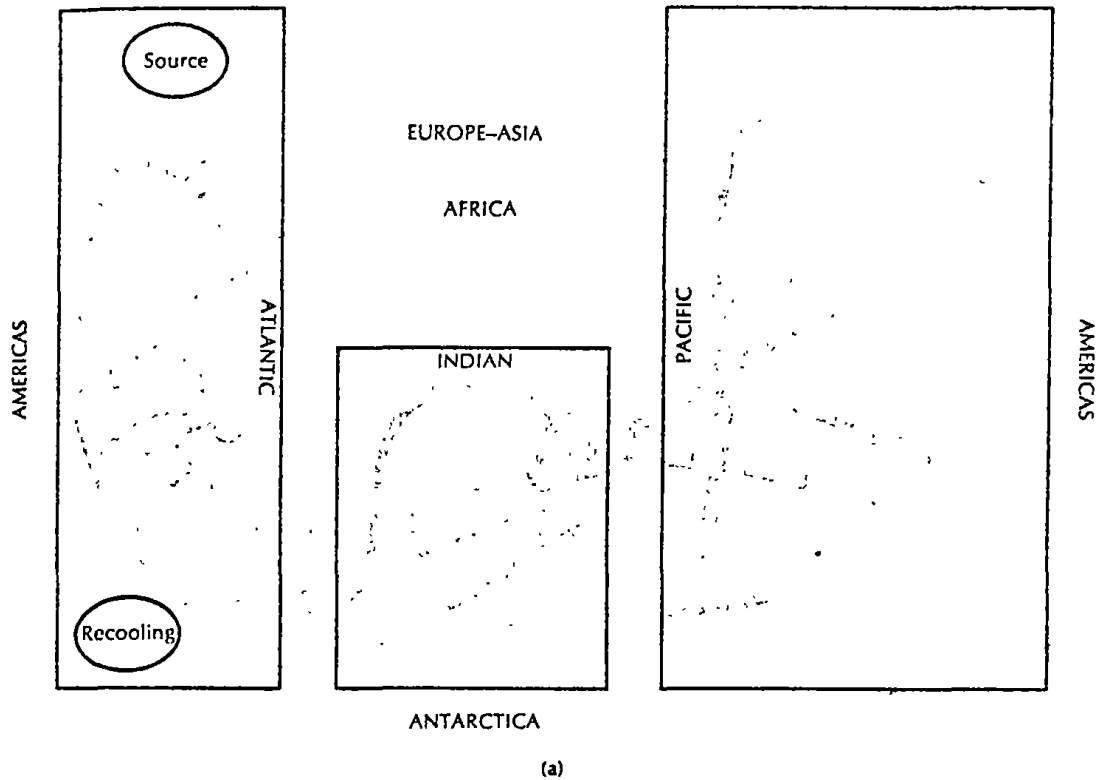 Source
EUROPE–ASIA
AFRICA
AMERICAS
ATLANTIC
INDIAN
PACIFIC
AMERICAS
Recooling
ANTARCTICA
(a)